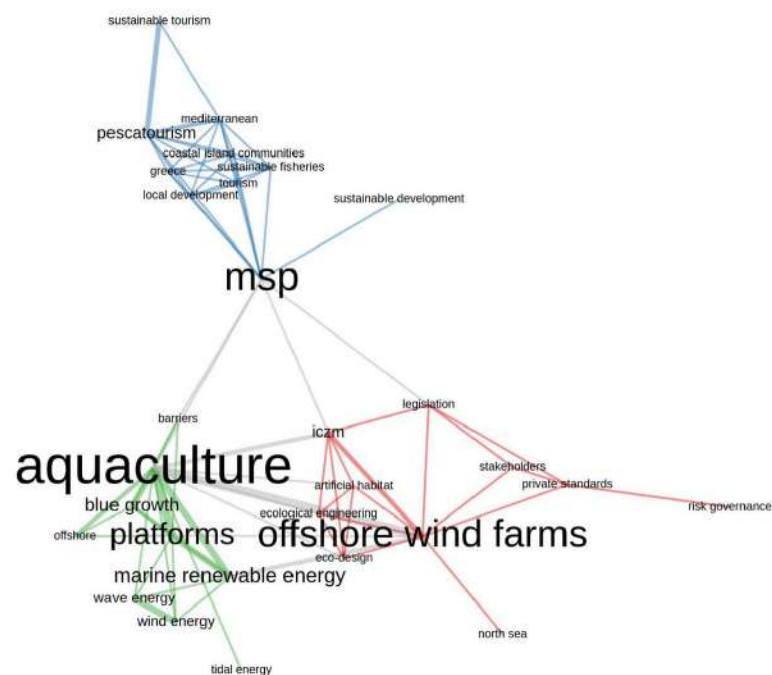 sustainable tourism
mediterranean
pescatourism
coastal island communities
sustainable fisheries
greece
tourism
local development
sustainable development
msp
legislation
barriers
iczm
aquaculture
stakeholders
artificial habitat
private standards
blue growth
risk governance
ecological engineering
offshore
platforms
offshore wind farms
eco-design
marine renewable energy
wave energy
wind energy
north sea
tidal energy